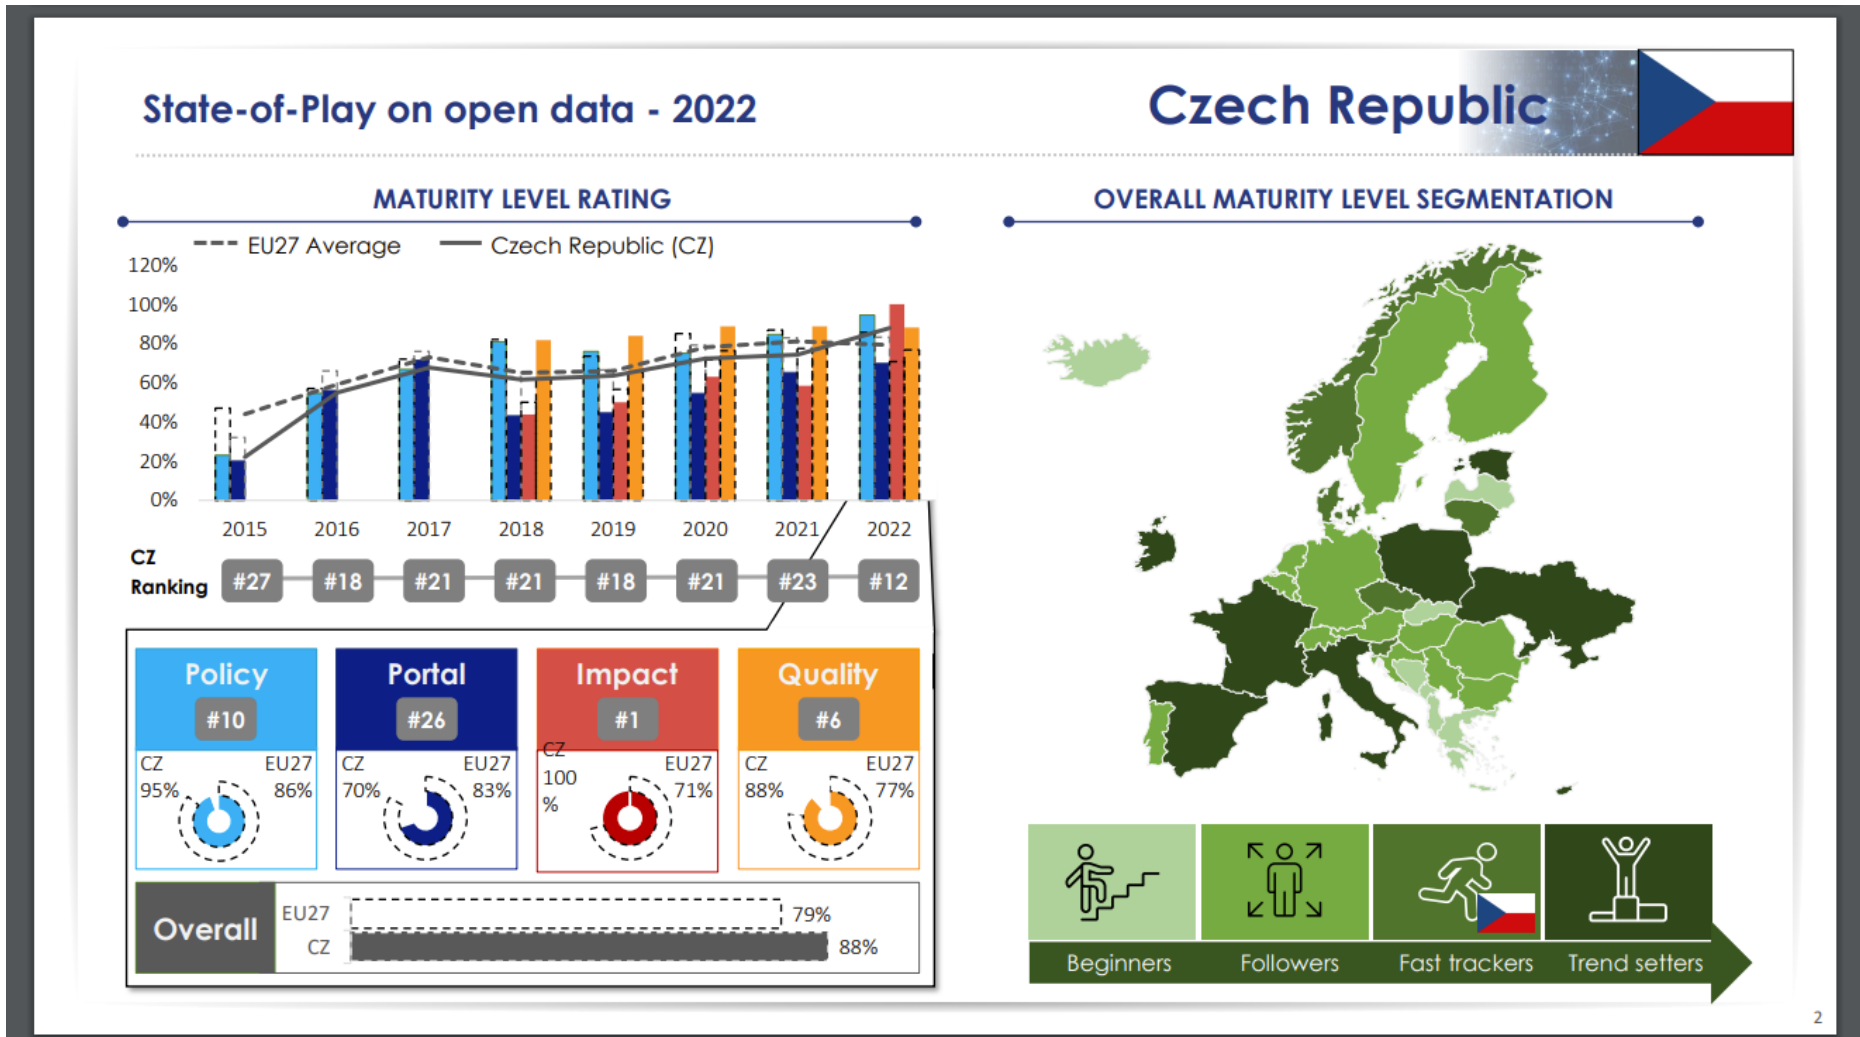 State-of-Play on open data - 2022
Czech Republic
MATURITY LEVEL RATING
EU27 Average
Czech Republic (CZ)
120%
100%
80%
60%
40%
20%
0%
2015 2016 2017 2018 2019 2020 2021 2022
CZ
Ranking
#27 #18 #21 #21 #18 #21 #23 #12
Policy
#10
CZ EU27
95% 86%
Portal
#26
CZ EU27
70% 83%
Impact
#1
CZ EU27
100 71%
%
Quality
#6
CZ EU27
88% 77%
Overall
EU27 79%
CZ 88%
OVERALL MATURITY LEVEL SEGMENTATION
Beginners Followers Fast trackers Trend setters
2